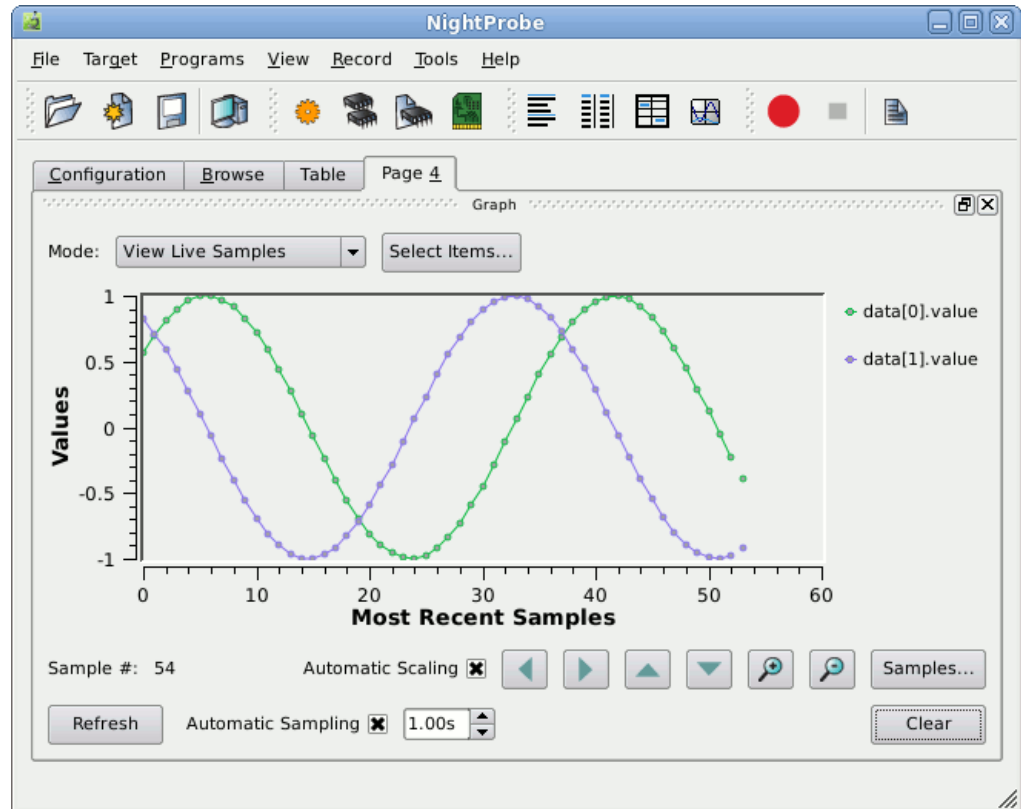 NightProbe
File Target Programs View Record Tools Help
Configuration Browse Table Page 4
Graph
Mode: View Live Samples Select Items...
1
0.5
0
-0.5
-1
Values
data[0].value
data[1].value
0 10 20 30 40 50 60
Most Recent Samples
Sample #: 54 Automatic Scaling Samples...
Refresh Automatic Sampling 1.00s Clear